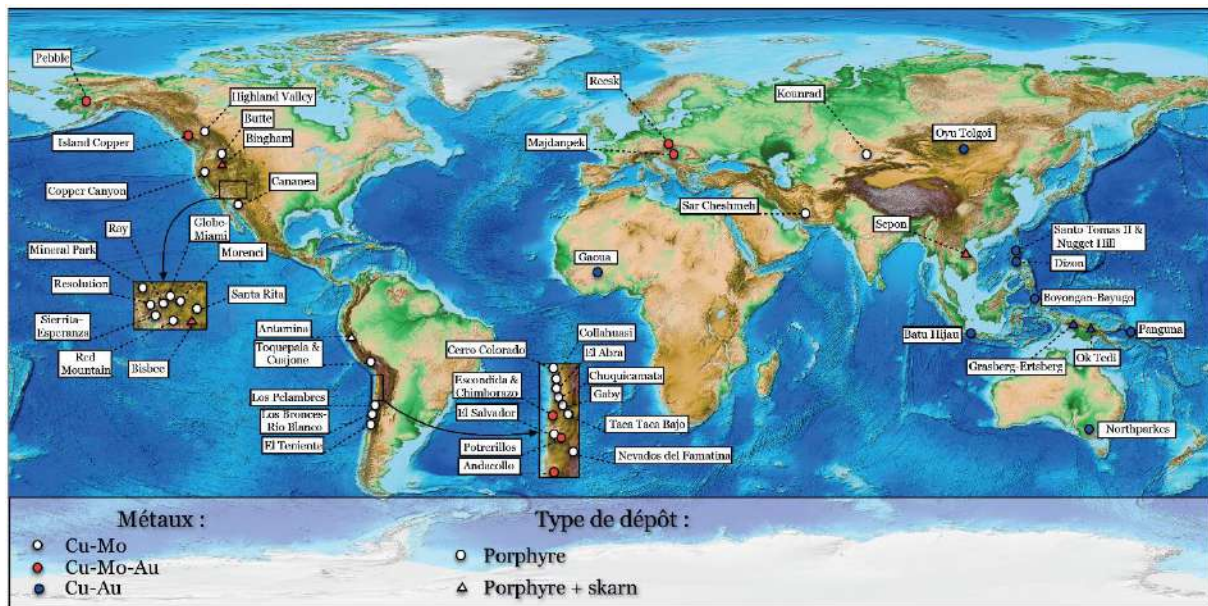 Pebble
Highland Valley
Butte
Bingham
Island Copper
Copper Canyon
Cananea
Ray
Globe-
Miami
Mineral Park
Morenci
Resolution
Santa Rita
Sierrita-
Esperanza
Red
Mountain
Bisbee
Antamina
Toquepala &
Cuajone
Los Pelambres
Los Bronces-
Rio Blanco
El Teniente
Cerro Colorado
Collahuasi
El Abra
Chuquicamata
Gaby
Escondida &
Chimborazo
El Salvador
Taca Taca Bajo
Potrerillos
Nevados del Famatina
Andacollo
Recsk
Majdanpek
Kounrad
Oyu Tolgoi
Sar Cheshmeh
Sepon
Gaoua
Santo Tomas II &
Nugget Hill
Dizon
Boyongan-Bayugo
Batu Hijau
Panguna
Ok Tedi
Grasberg-Ertsberg
Northparkes
Métaux :
Cu-Mo
Cu-Mo-Au
Cu-Au
Type de dépôt :
Porphyre
Porphyre + skarn